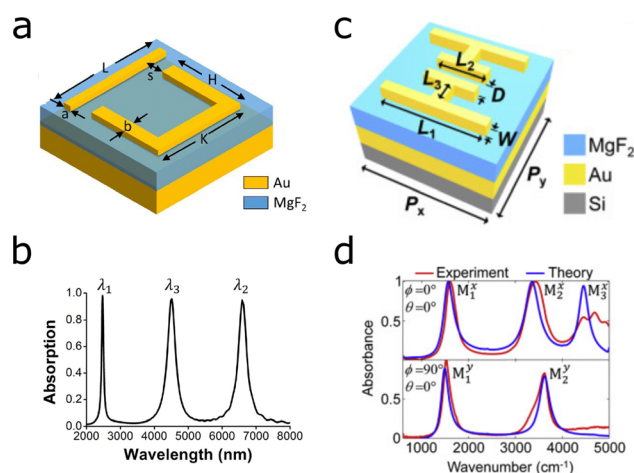 a
L
s
H
a
b
K
Au
MgF₂
b
λ₁
λ₃
λ₂
1.0
0.8
0.6
0.4
0.2
0.0
Absorption
2000 3000 4000 5000 6000 7000 8000
Wavelength (nm)
c
L₂
L₃
D
L₁
W
Pₓ
Pᵧ
MgF₂
Au
Si
d
Experiment
Theory
ϕ=0°
θ=0°
M₁ˣ
M₂ˣ
M₃ˣ
1
0.5
ϕ=90°
θ=0°
M₁ʸ
M₂ʸ
0.5
Absorbance
1000 2000 3000 4000 5000
Wavenumber (cm⁻¹)